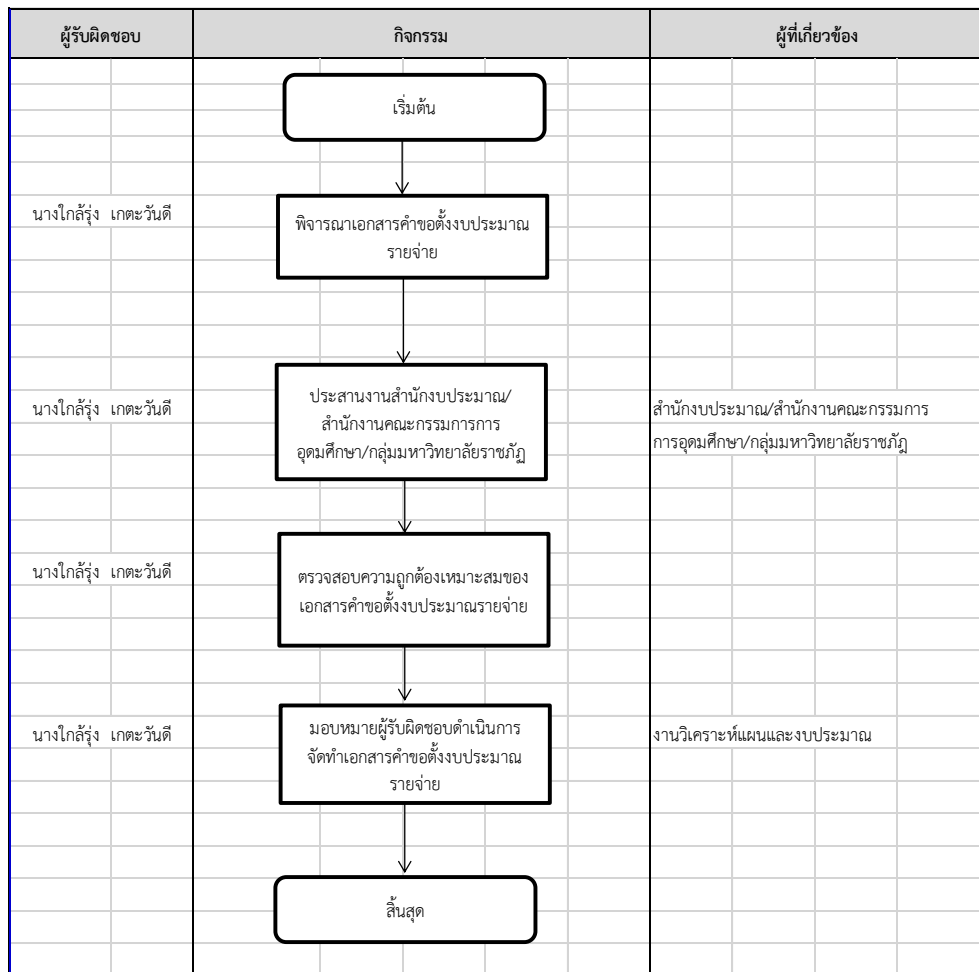 ผู้รับผิดชอบ
กิจกรรม
ผู้ที่เกี่ยวข้อง
เริ่มต้น
นางใกล้รุ่ง เกตะวันดี
พิจารณาเอกสารคำขอตั้งงบประมาณ
รายจ่าย
นางใกล้รุ่ง เกตะวันดี
ประสานงานสำนักงบประมาณ/
สำนักงานคณะกรรมการการ
อุดมศึกษา/กลุ่มมหาวิทยาลัยราชภัฏ
สำนักงบประมาณ/สำนักงานคณะกรรมการ
การอุดมศึกษา/กลุ่มมหาวิทยาลัยราชภัฎ
นางใกล้รุ่ง เกตะวันดี
ตรวจสอบความถูกต้องเหมาะสมของ
เอกสารคำขอตั้งงบประมาณรายจ่าย
นางใกล้รุ่ง เกตะวันดี
มอบหมายผู้รับผิดชอบดำเนินการ
จัดทำเอกสารคำขอตั้งงบประมาณ
รายจ่าย
งานวิเคราะห์แผนและงบประมาณ
สิ้นสุด